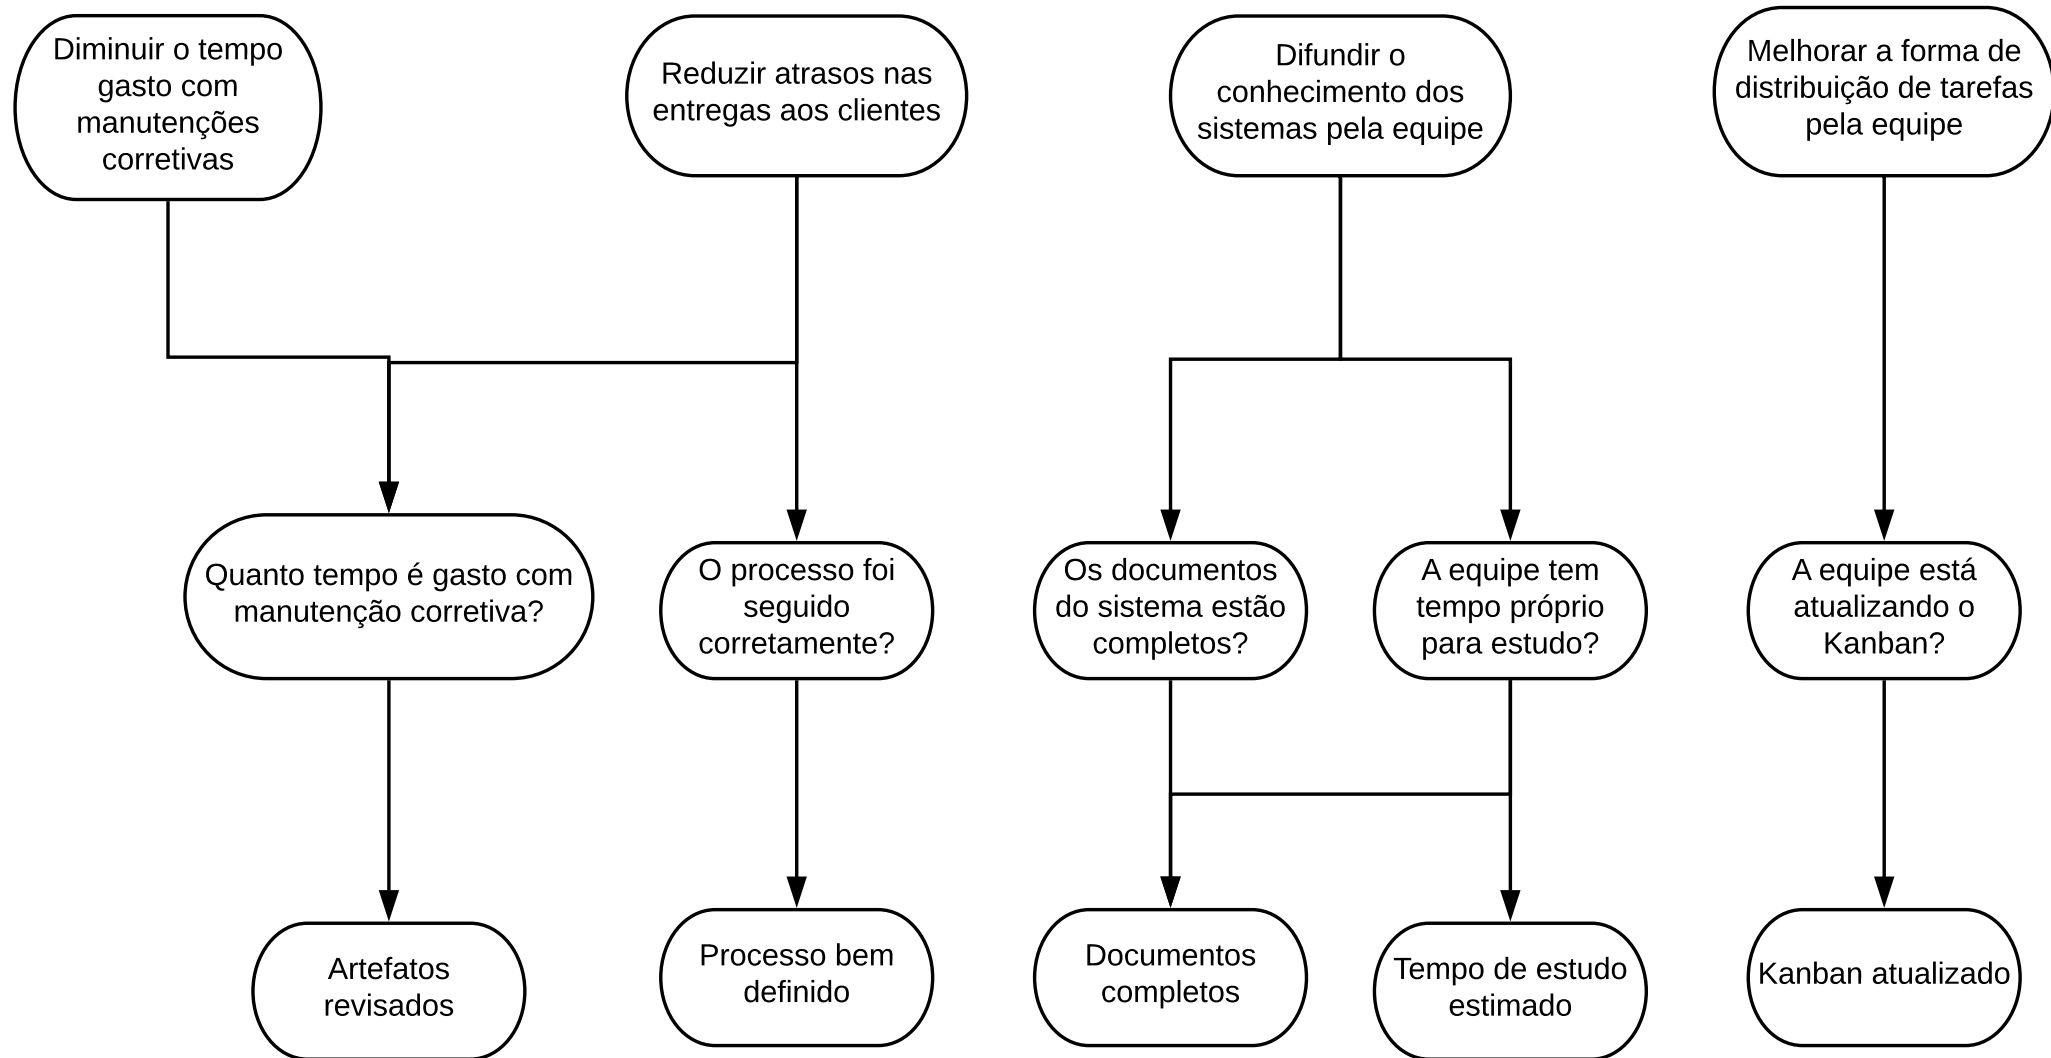 Diminuir o tempo
gasto com
manutenções
corretivas
Reduzir atrasos nas
entregas aos clientes
Difundir o
conhecimento dos
sistemas pela equipe
Melhorar a forma de
distribuição de tarefas
pela equipe
Quanto tempo é gasto com
manutenção corretiva?
O processo foi
seguido
corretamente?
Os documentos
do sistema estão
completos?
A equipe tem
tempo próprio
para estudo?
A equipe está
atualizando o
Kanban?
Artefatos
revisados
Processo bem
definido
Documentos
completos
Tempo de estudo
estimado
Kanban atualizado